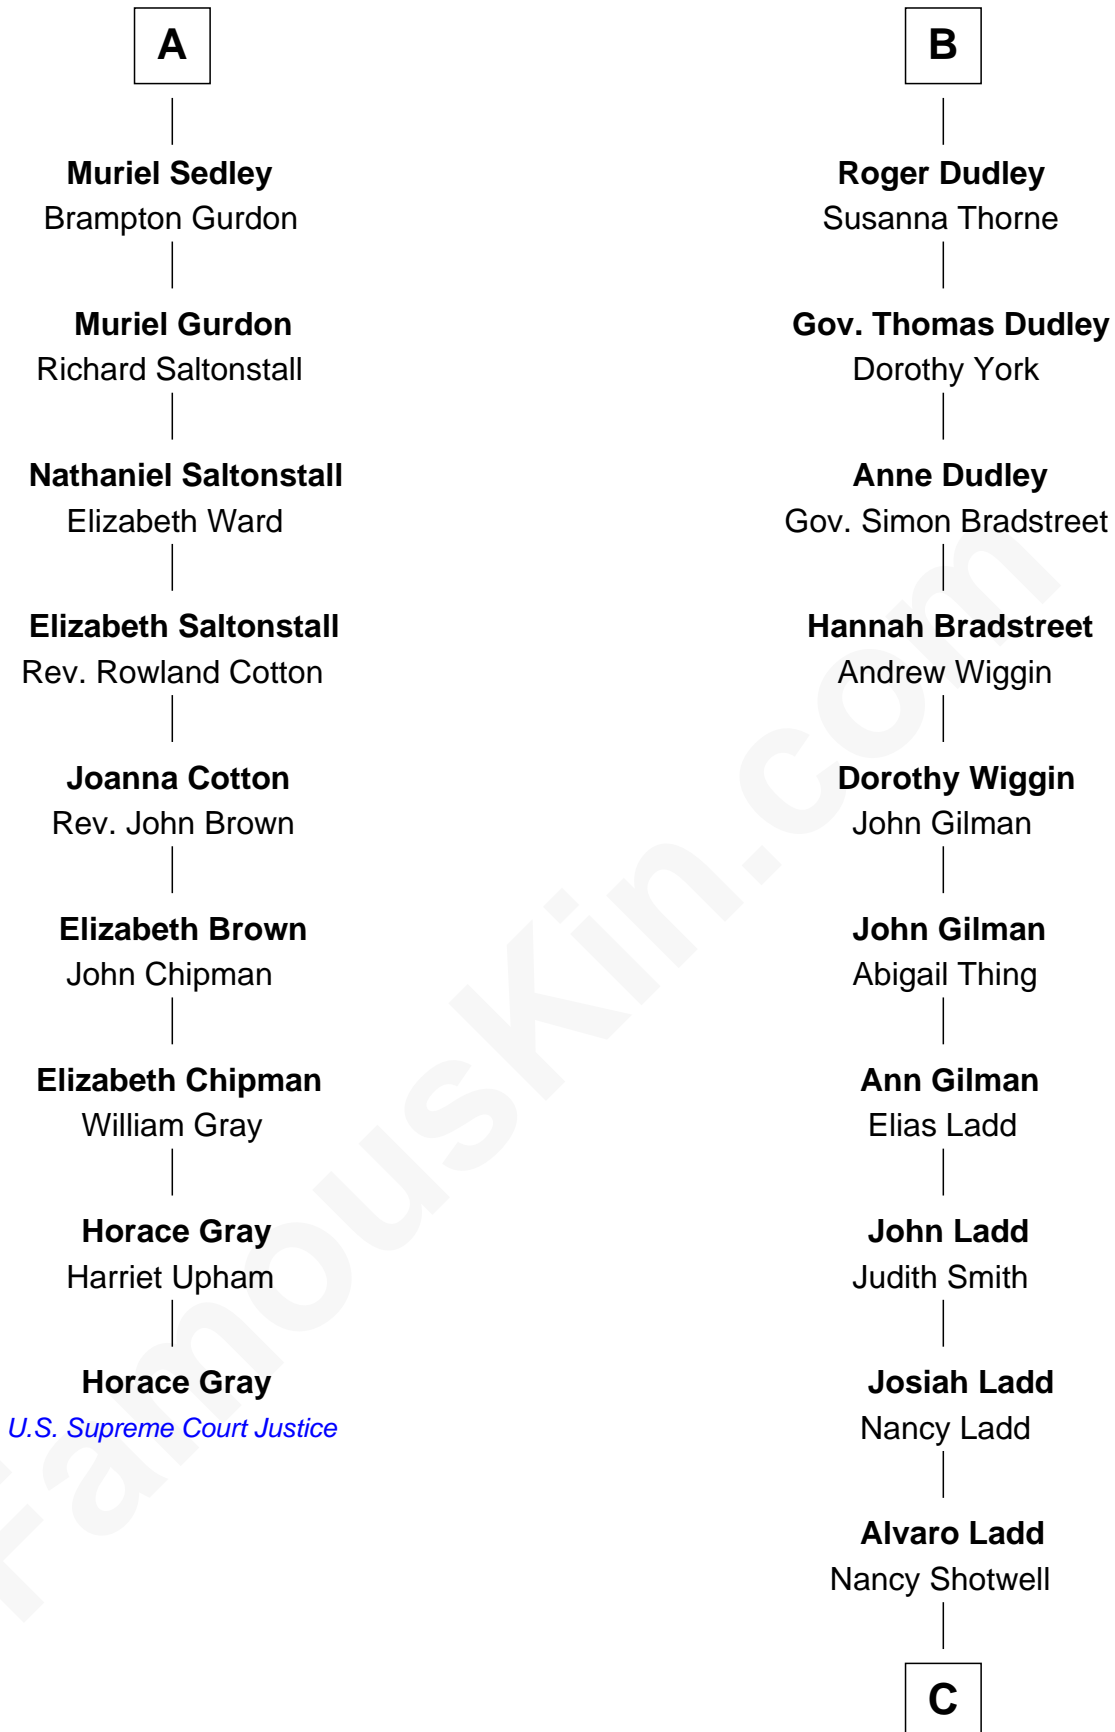 A
Muriel Sedley
Brampton Gurdon
Muriel Gurdon
Richard Saltonstall
Nathaniel Saltonstall
Elizabeth Ward
Elizabeth Saltonstall
Rev. Rowland Cotton
Joanna Cotton
Rev. John Brown
Elizabeth Brown
John Chipman
Elizabeth Chipman
William Gray
Horace Gray
Harriet Upham
Horace Gray
U.S. Supreme Court Justice
B
Roger Dudley
Susanna Thorne
Gov. Thomas Dudley
Dorothy York
Anne Dudley
Gov. Simon Bradstreet
Hannah Bradstreet
Andrew Wiggin
Dorothy Wiggin
John Gilman
John Gilman
Abigail Thing
Ann Gilman
Elias Ladd
John Ladd
Judith Smith
Josiah Ladd
Nancy Ladd
Alvaro Ladd
Nancy Shotwell
C
FamousKin.com